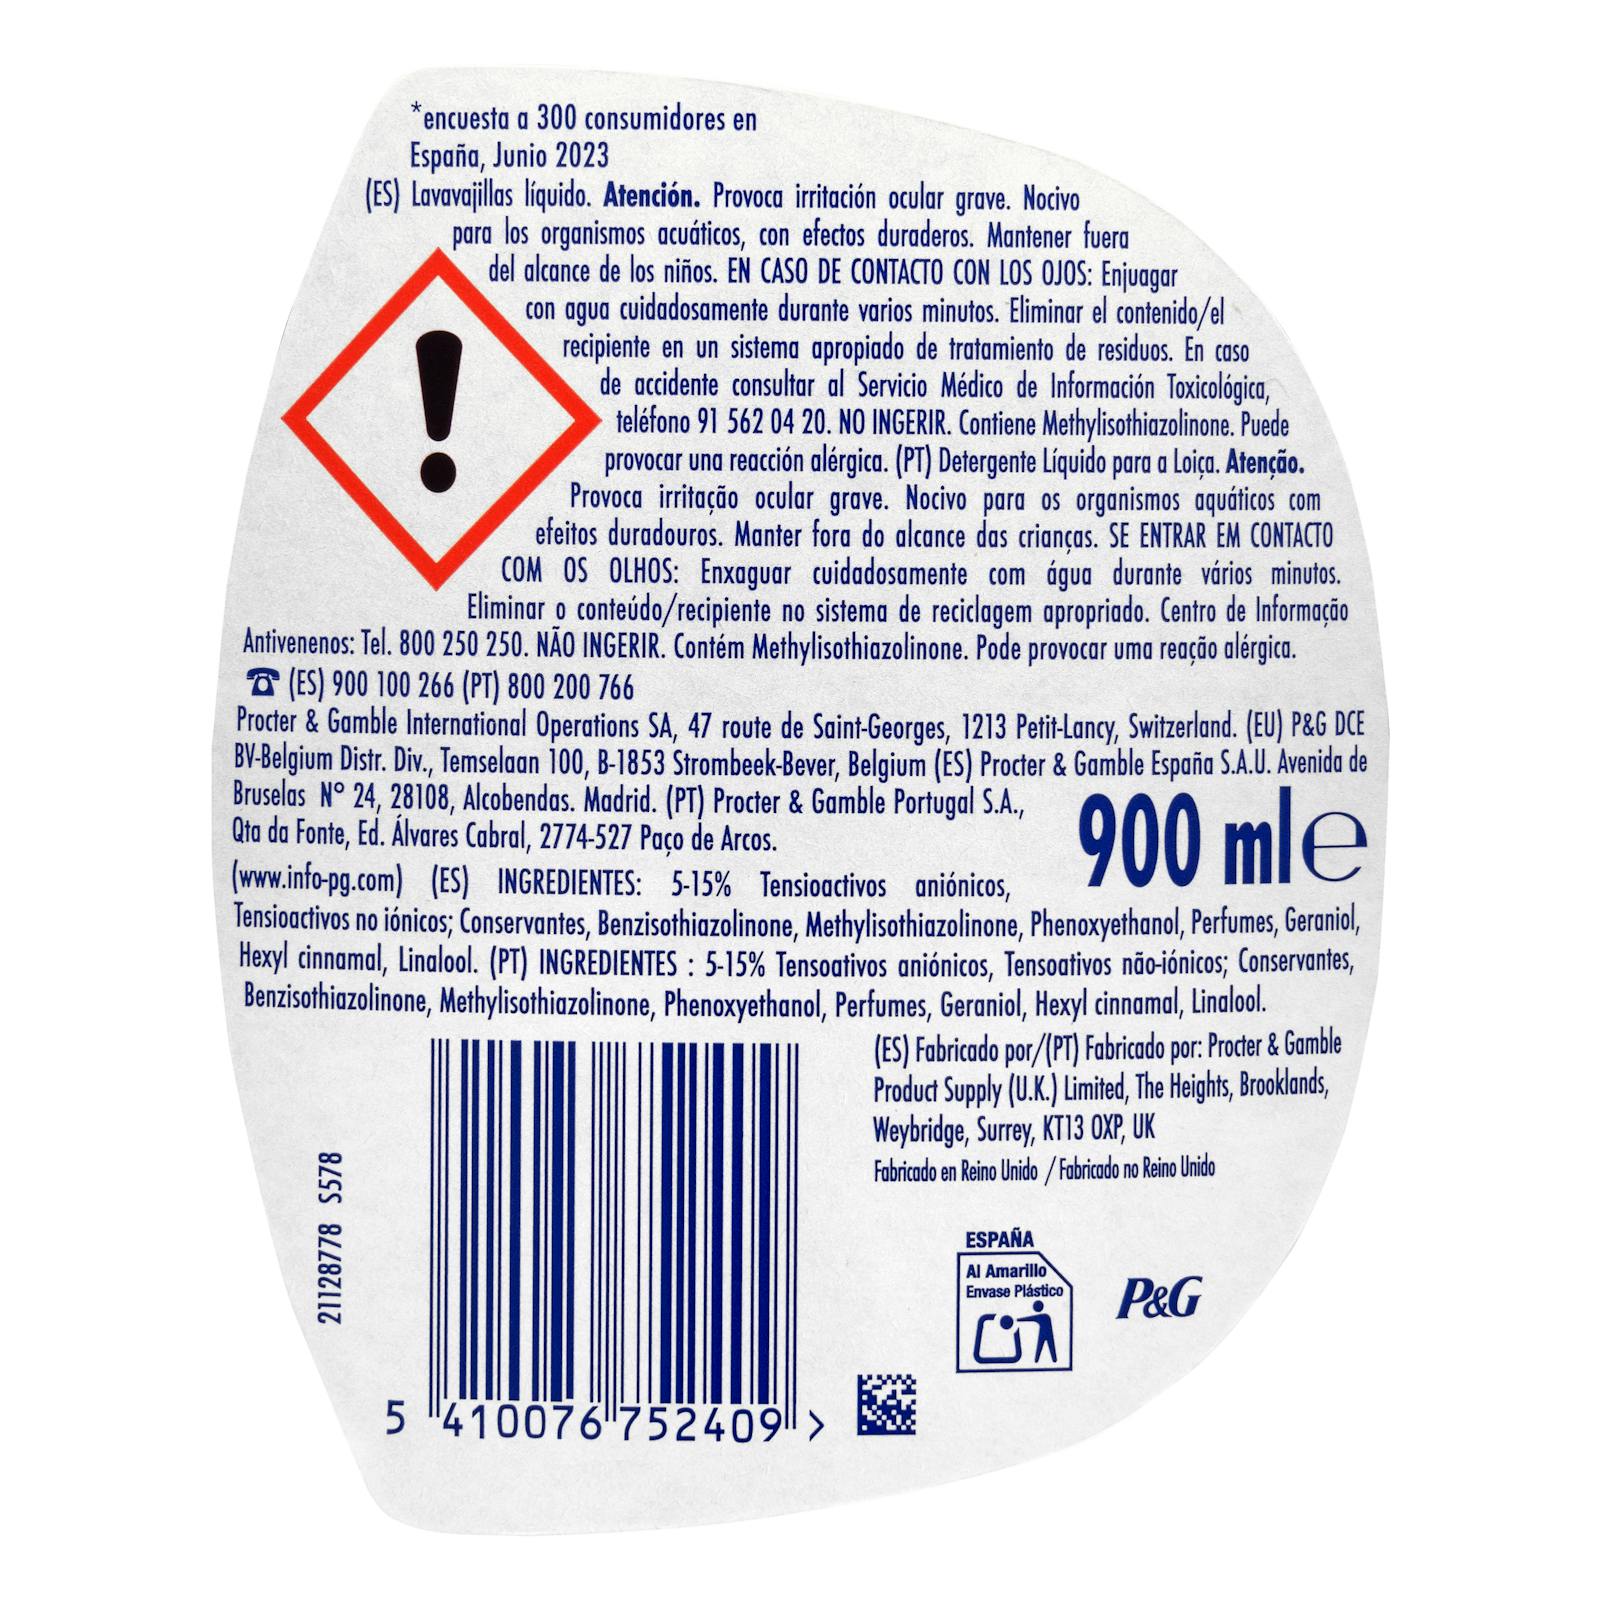 *encuesta a 300 consumidores en
España, Junio 2023
(ES) Lavavajillas líquido. Atención. Provoca irritación ocular grave. Nocivo
para los organismos acuáticos, con efectos duraderos. Mantener fuera
del alcance de los niños. EN CASO DE CONTACTO CON LOS OJOS: Enjuagar
con agua cuidadosamente durante varios minutos. Eliminar el contenido/el
recipiente en un sistema apropiado de tratamiento de residuos. En caso
de accidente consultar al Servicio Médico de Información Toxicológica,
teléfono 91 562 04 20. NO INGERIR. Contiene Methylisothiazolinone. Puede
provocar una reacción alérgica. (PT) Detergente Líquido para a Loiça. Atenção.
Provoca irritação ocular grave. Nocivo para os organismos aquáticos com
efeitos duradouros. Manter fora do alcance das crianças. SE ENTRAR EM CONTACTO
COM OS OLHOS: Enxaguar cuidadosamente com água durante vários minutos.
Eliminar o conteúdo/recipiente no sistema de reciclagem apropriado. Centro de Informação
Antivenenos: Tel. 800 250 250. NÃO INGERIR. Contém Methylisothiazolinone. Pode provocar uma reação alérgica.
☎ (ES) 900 100 266 (PT) 800 200 766
Procter & Gamble International Operations SA, 47 route de Saint-Georges, 1213 Petit-Lancy, Switzerland. (EU) P&G DCE
BV-Belgium Distr. Div., Temselaan 100, B-1853 Strombeek-Bever, Belgium (ES) Procter & Gamble España S.A.U. Avenida de
Bruselas N° 24, 28108, Alcobendas. Madrid. (PT) Procter & Gamble Portugal S.A.,
Qta da Fonte, Ed. Álvares Cabral, 2774-527 Paço de Arcos.
900 ml ℮
(www.info-pg.com) (ES) INGREDIENTES: 5-15% Tensioactivos aniónicos,
Tensioactivos no iónicos; Conservantes, Benzisothiazolinone, Methylisothiazolinone, Phenoxyethanol, Perfumes, Geraniol,
Hexyl cinnamal, Linalool. (PT) INGREDIENTES : 5-15% Tensoativos aniónicos, Tensoativos não-iónicos; Conservantes,
Benzisothiazolinone, Methylisothiazolinone, Phenoxyethanol, Perfumes, Geraniol, Hexyl cinnamal, Linalool.
(ES) Fabricado por/(PT) Fabricado por: Procter & Gamble
Product Supply (U.K.) Limited, The Heights, Brooklands,
Weybridge, Surrey, KT13 0XP, UK
Fabricado en Reino Unido / Fabricado no Reino Unido
21128778 S578
ESPAÑA
Al Amarillo
Envase Plástico
P&G
5 410076 752409 >